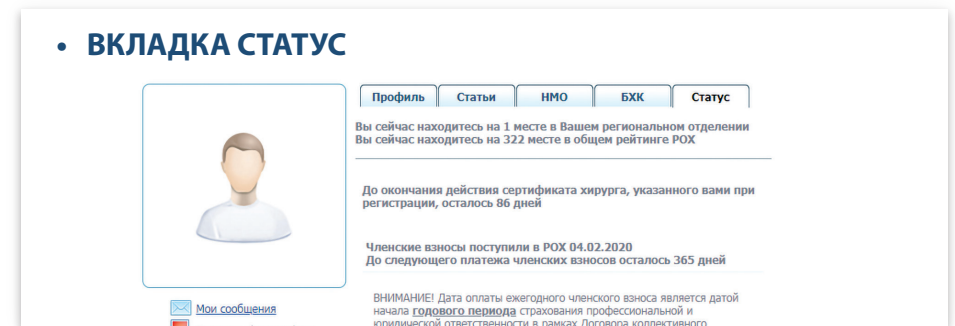 • ВКЛАДКА СТАТУС
Профиль Статьи НМО БХК Статус
Вы сейчас находитесь на 1 месте в Вашем региональном отделении
Вы сейчас находитесь на 322 месте в общем рейтинге РОХ
До окончания действия сертификата хирурга, указанного вами при
регистрации, осталось 86 дней
Членские взносы поступили в РОХ 04.02.2020
До следующего платежа членских взносов осталось 365 дней
ВНИМАНИЕ! Дата оплаты ежегодного членского взноса является датой
начала годового периода страхования профессиональной и
юридической ответственности в рамках Договора коллективного
Мои сообщения